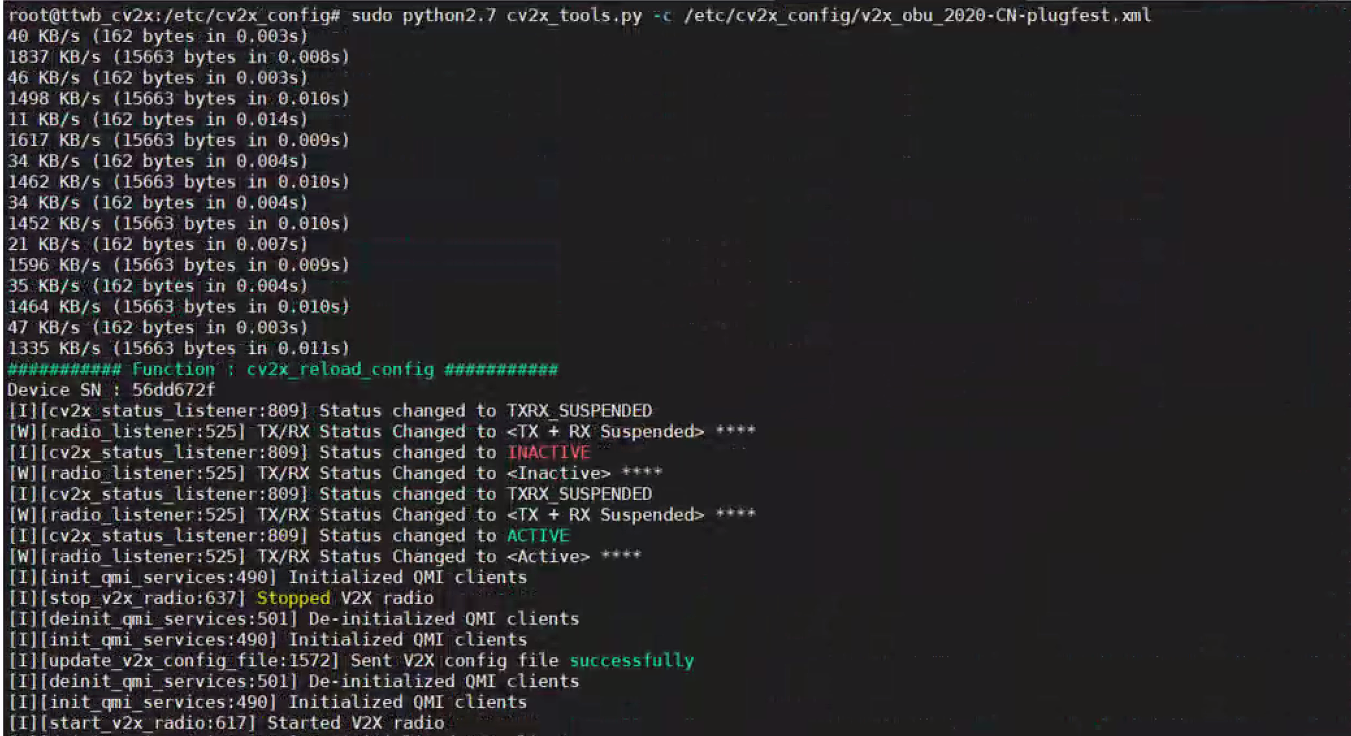 root@ttwb_cv2x:/etc/cv2x_config# sudo python2.7 cv2x_tools.py -c /etc/cv2x_config/v2x_obu_2020-CN-plugfest.xml
40 KB/s (162 bytes in 0.003s)
1837 KB/s (15663 bytes in 0.008s)
46 KB/s (162 bytes in 0.003s)
1498 KB/s (15663 bytes in 0.010s)
11 KB/s (162 bytes in 0.014s)
1617 KB/s (15663 bytes in 0.009s)
34 KB/s (162 bytes in 0.004s)
1462 KB/s (15663 bytes in 0.010s)
34 KB/s (162 bytes in 0.004s)
1452 KB/s (15663 bytes in 0.010s)
21 KB/s (162 bytes in 0.007s)
1596 KB/s (15663 bytes in 0.009s)
35 KB/s (162 bytes in 0.004s)
1464 KB/s (15663 bytes in 0.010s)
47 KB/s (162 bytes in 0.003s)
1335 KB/s (15663 bytes in 0.011s)
########### Function : cv2x_reload_config ###########
Device SN : 56dd672f
[I][cv2x_status_listener:809] Status changed to TXRX_SUSPENDED
[W][radio_listener:525] TX/RX Status Changed to <TX + RX Suspended> ****
[I][cv2x_status_listener:809] Status changed to INACTIVE
[W][radio_listener:525] TX/RX Status Changed to <Inactive> ****
[I][cv2x_status_listener:809] Status changed to TXRX_SUSPENDED
[W][radio_listener:525] TX/RX Status Changed to <TX + RX Suspended> ****
[I][cv2x_status_listener:809] Status changed to ACTIVE
[W][radio_listener:525] TX/RX Status Changed to <Active> ****
[I][init_qmi_services:490] Initialized QMI clients
[I][stop_v2x_radio:637] Stopped V2X radio
[I][deinit_qmi_services:501] De-initialized QMI clients
[I][init_qmi_services:490] Initialized QMI clients
[I][update_v2x_config_file:1572] Sent V2X config file successfully
[I][deinit_qmi_services:501] De-initialized QMI clients
[I][init_qmi_services:490] Initialized QMI clients
[I][start_v2x_radio:617] Started V2X radio